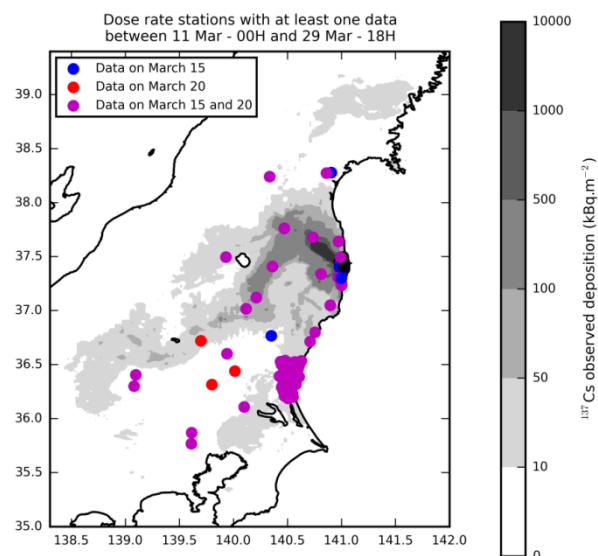 Dose rate stations with at least one data
between 11 Mar - 00H and 29 Mar - 18H
Data on March 15
Data on March 20
Data on March 15 and 20
39.0
38.5
38.0
37.5
37.0
36.5
36.0
35.5
35.0
138.5 139.0 139.5 140.0 140.5 141.0 141.5 142.0
10000
1000
500
100
50
10
0
¹³⁷Cs observed deposition (kBq.m⁻²)